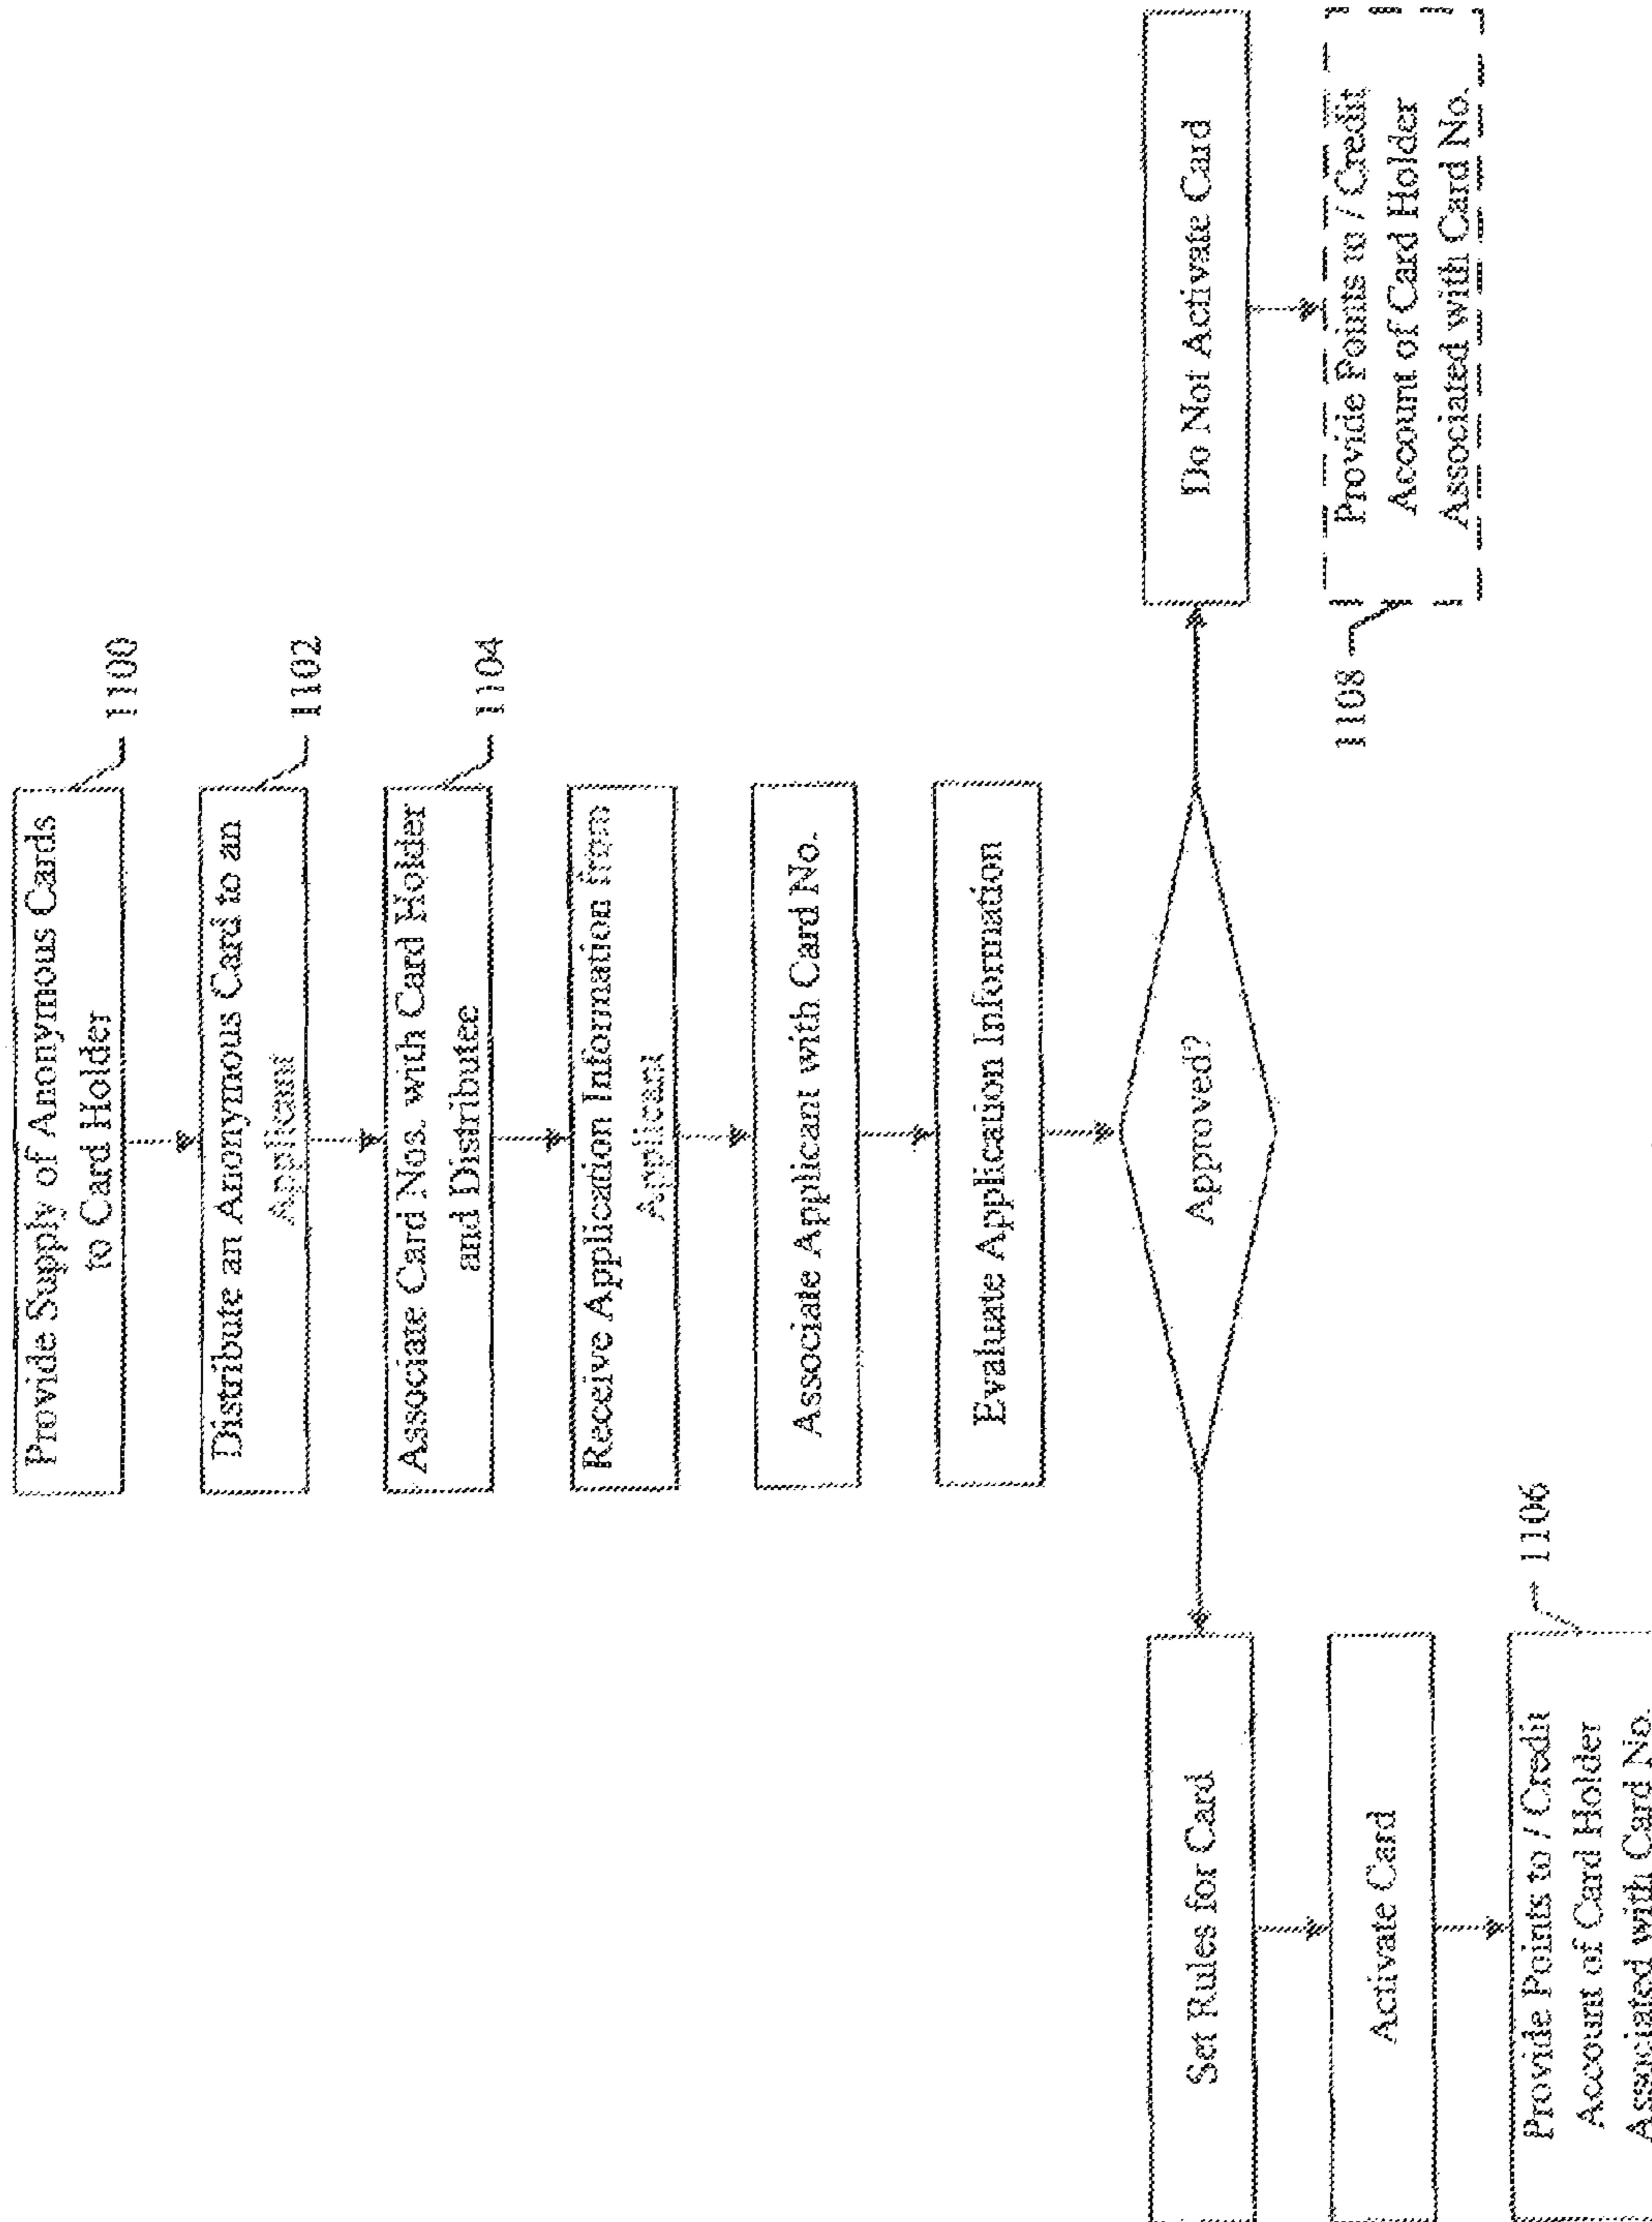 Provide Supply of Anonymous Cards
to Card Holder
1100
Distribute an Anonymous Card to an
Applicant
1102
Associate Card Nos. with Card Holder
and Distributee
1104
Receive Application Information from
Applicant
Associate Applicant with Card No.
Evaluate Application Information
Approved?
Set Rules for Card
Activate Card
Provide Points to / Credit
Account of Card Holder
Associated with Card No.
1106
Do Not Activate Card
Provide Points to / Credit
Account of Card Holder
Associated with Card No.
1108